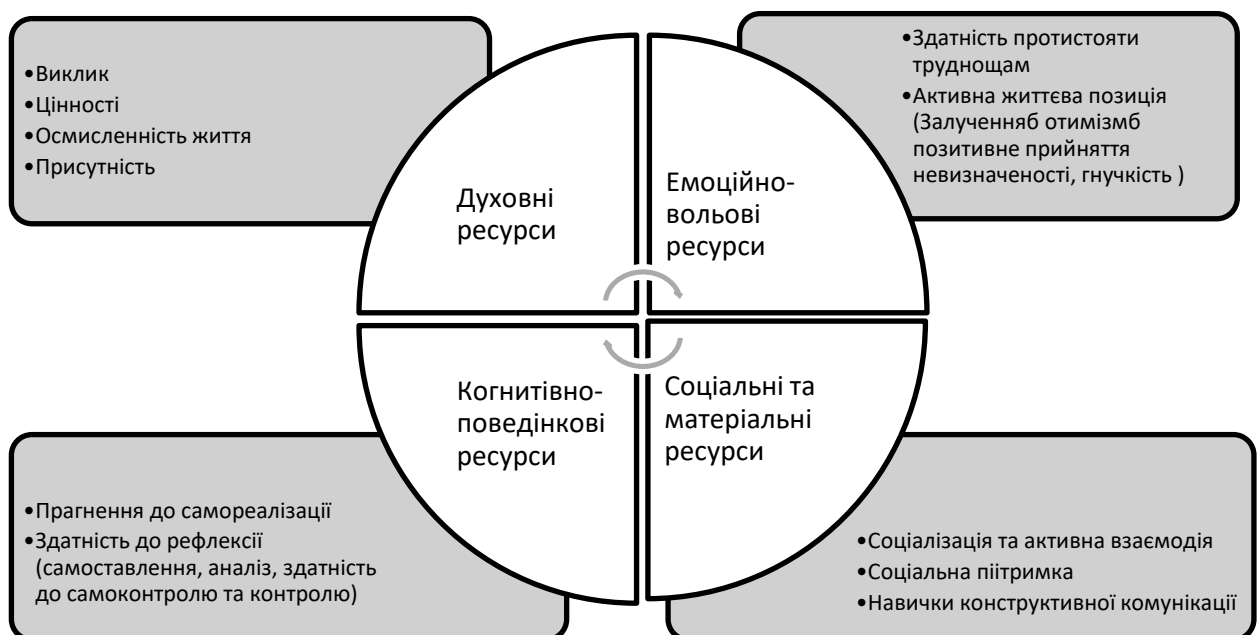 •Виклик
•Цінності
•Осмисленність життя
•Присутність
•Здатність протистояти
труднощам
•Активна життєва позиція
(Залученняб отимізмб
позитивне прийняття
невизначеності, гнучкість )
Духовні
ресурси
Емоційно-
вольові
ресурси
Когнитівно-
поведінкові
ресурси
Соціальні та
матеріальні
ресурси
•Прагнення до самореалізації
•Здатність до рефлексії
(самоставлення, аналіз, здатність
до самоконтролю та контролю)
•Соціалізація та активна взаємодія
•Соціальна піітримка
•Навички конструктивної комунікації